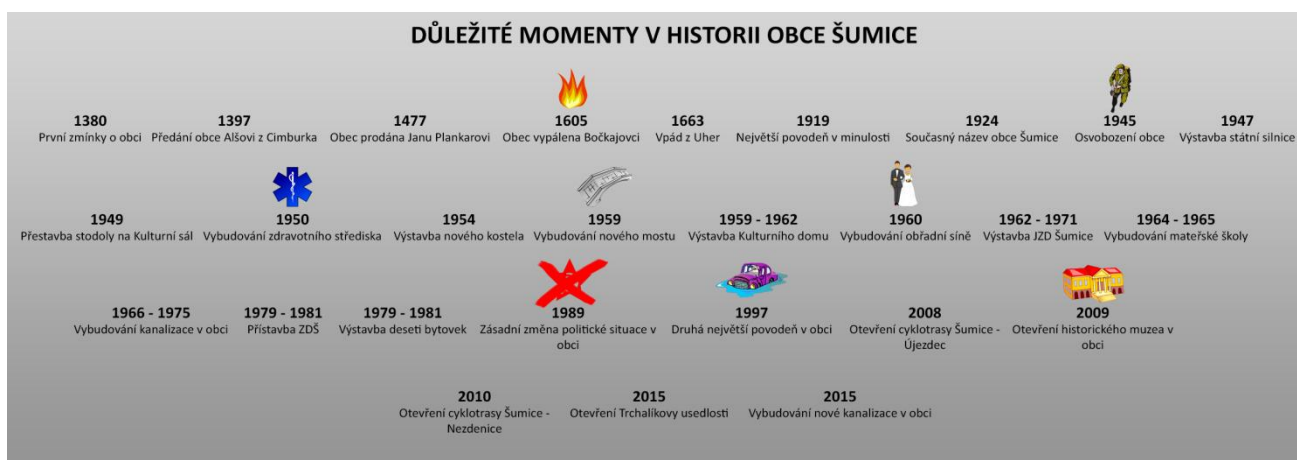 DŮLEŽITÉ MOMENTY V HISTORII OBCE ŠUMICE
1380 1397 1477 1605 1663 1919 1924 1945 1947
První zmínky o obci Předání obce Alšovi z Cimburka Obec prodána Janu Plankarovi Obec vypálena Bočkajovci Vpád z Uher Největší povodeň v minulosti Současný název obce Šumice Osvobození obce Výstavba státní silnice
1949 1950 1954 1959 1959 - 1962 1960 1962 - 1971 1964 - 1965
Přestavba stodoly na Kulturní sál Vybudování zdravotního střediska Výstavba nového kostela Vybudování nového mostu Výstavba Kulturního domu Vybudování obřadní síně Výstavba JZD Šumice Vybudování mateřské školy
1966 - 1975 1979 - 1981 1979 - 1981 1989 1997 2008 2009
Vybudování kanalizace v obci Přístavba ZDŠ Výstavba deseti bytovek Zásadní změna politické situace v Druhá největší povodeň v obci Otevření cyklotrasy Šumice - Otevření historického muzea v
obci Újezdec obci
2010 2015 2015
Otevření cyklotrasy Šumice - Otevření Trchalíkovy usedlosti Vybudování nové kanalizace v obci
Nezdenice